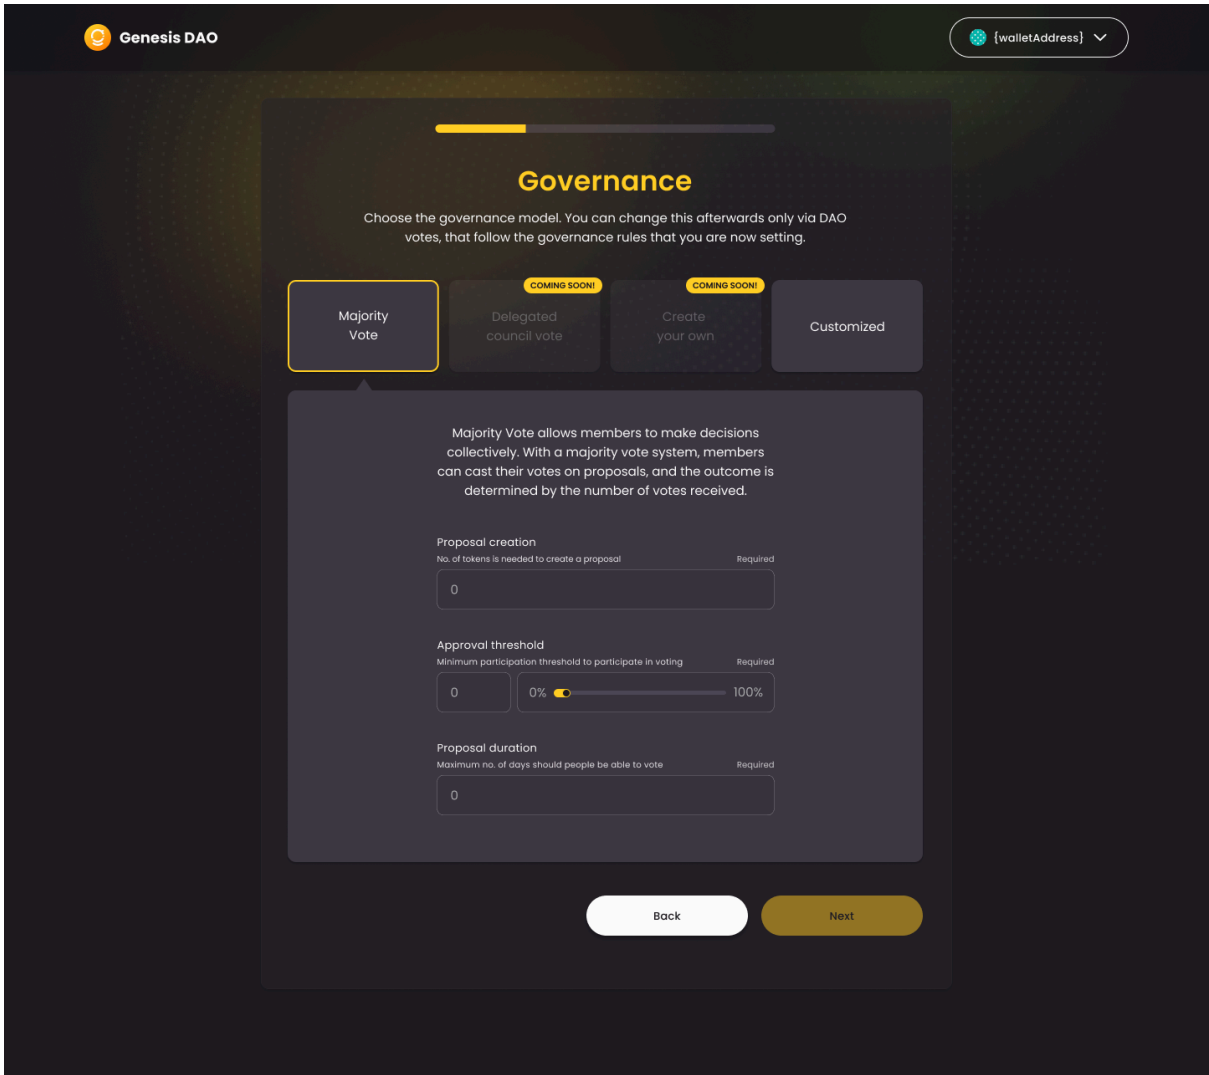 Genesis DAO
{walletAddress}
Governance
Choose the governance model. You can change this afterwards only via DAO
votes, that follow the governance rules that you are now setting.
Majority
Vote
COMING SOON!
Delegated
council vote
COMING SOON!
Create
your own
Customized
Majority Vote allows members to make decisions
collectively. With a majority vote system, members
can cast their votes on proposals, and the outcome is
determined by the number of votes received.
Proposal creation
No. of tokens is needed to create a proposal Required
0
Approval threshold
Minimum participation threshold to participate in voting Required
0 0% 100%
Proposal duration
Maximum no. of days should people be able to vote Required
0
Back Next